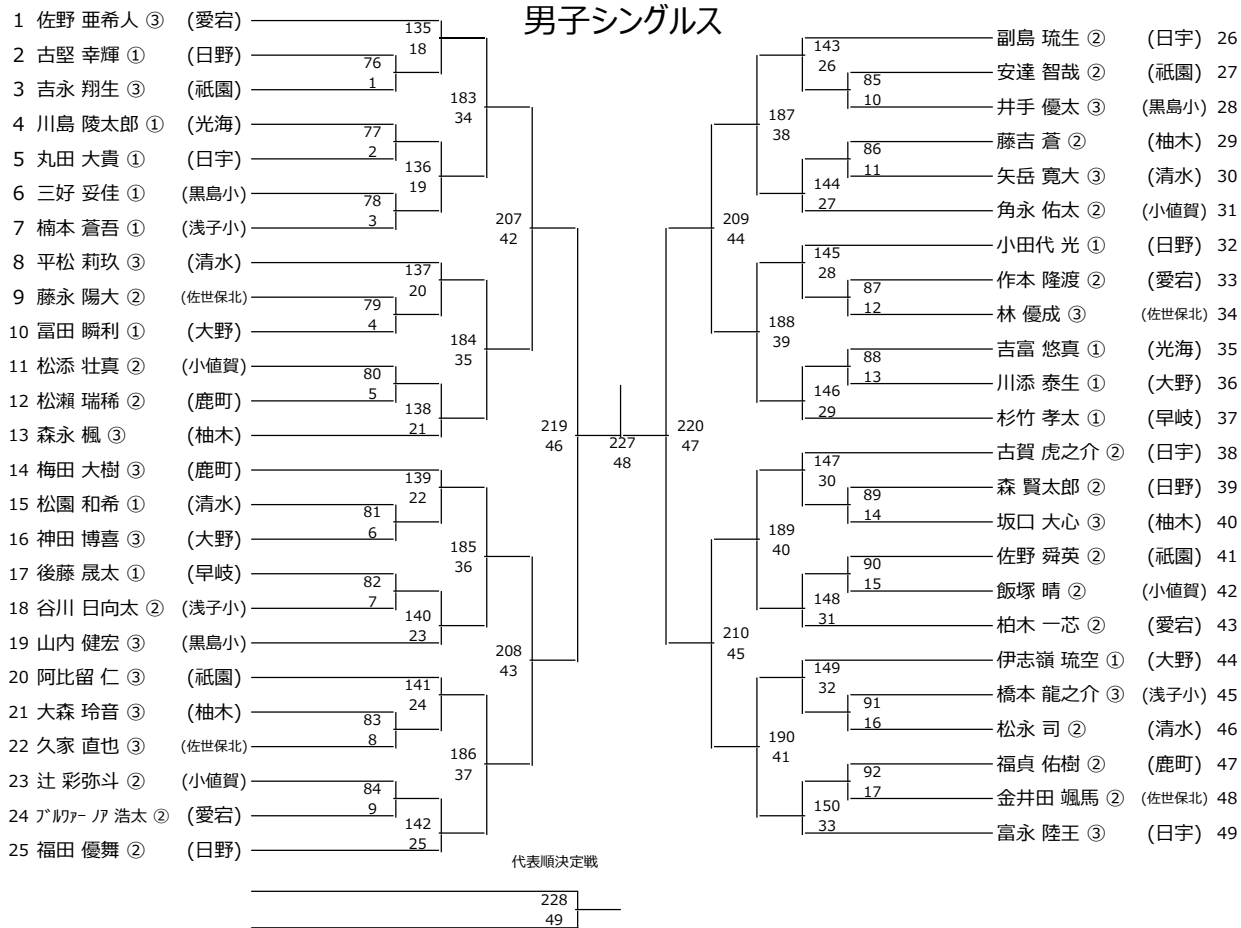 男子シングルス
1 佐野 亜希人 ③ (愛宕)
2 古堅 幸輝 ① (日野)
3 吉永 翔生 ③ (祇園)
4 川島 陵太郎 ① (光海)
5 丸田 大貴 ① (日宇)
6 三好 妥佳 ① (黒島小)
7 楠本 蒼吾 ① (浅子小)
8 平松 莉玖 ③ (清水)
9 藤永 陽大 ② (佐世保北)
10 冨田 瞬利 ① (大野)
11 松添 壮真 ② (小値賀)
12 松瀬 瑞稀 ② (鹿町)
13 森永 楓 ③ (柚木)
14 梅田 大樹 ③ (鹿町)
15 松園 和希 ① (清水)
16 神田 博喜 ③ (大野)
17 後藤 晟太 ① (早岐)
18 谷川 日向太 ② (浅子小)
19 山内 健宏 ③ (黒島小)
20 阿比留 仁 ③ (祇園)
21 大森 玲音 ③ (柚木)
22 久家 直也 ③ (佐世保北)
23 辻 彩弥斗 ② (小値賀)
24 ブルワァー ノア 浩太 ② (愛宕)
25 福田 優舞 ② (日野)
76
1
77
2
78
3
79
4
80
5
81
6
82
7
83
8
84
9
135
18
136
19
137
20
138
21
139
22
140
23
141
24
142
25
183
34
184
35
185
36
186
37
207
42
208
43
219
46
227
48
220
47
209
44
210
45
187
38
188
39
189
40
190
41
143
26
144
27
145
28
146
29
147
30
148
31
149
32
150
33
85
10
86
11
87
12
88
13
89
14
90
15
91
16
92
17
副島 琉生 ② (日宇) 26
安達 智哉 ② (祇園) 27
井手 優太 ③ (黒島小) 28
藤吉 蒼 ② (柚木) 29
矢岳 寛大 ③ (清水) 30
角永 佑太 ② (小値賀) 31
小田代 光 ① (日野) 32
作本 隆渡 ② (愛宕) 33
林 優成 ③ (佐世保北) 34
吉富 悠真 ① (光海) 35
川添 泰生 ① (大野) 36
杉竹 孝太 ① (早岐) 37
古賀 虎之介 ② (日宇) 38
森 賢太郎 ② (日野) 39
坂口 大心 ③ (柚木) 40
佐野 舜英 ② (祇園) 41
飯塚 晴 ② (小値賀) 42
柏木 一芯 ② (愛宕) 43
伊志嶺 琉空 ① (大野) 44
橋本 龍之介 ③ (浅子小) 45
松永 司 ② (清水) 46
福貞 佑樹 ② (鹿町) 47
金井田 颯馬 ② (佐世保北) 48
富永 陸王 ③ (日宇) 49
代表順決定戦
228
49